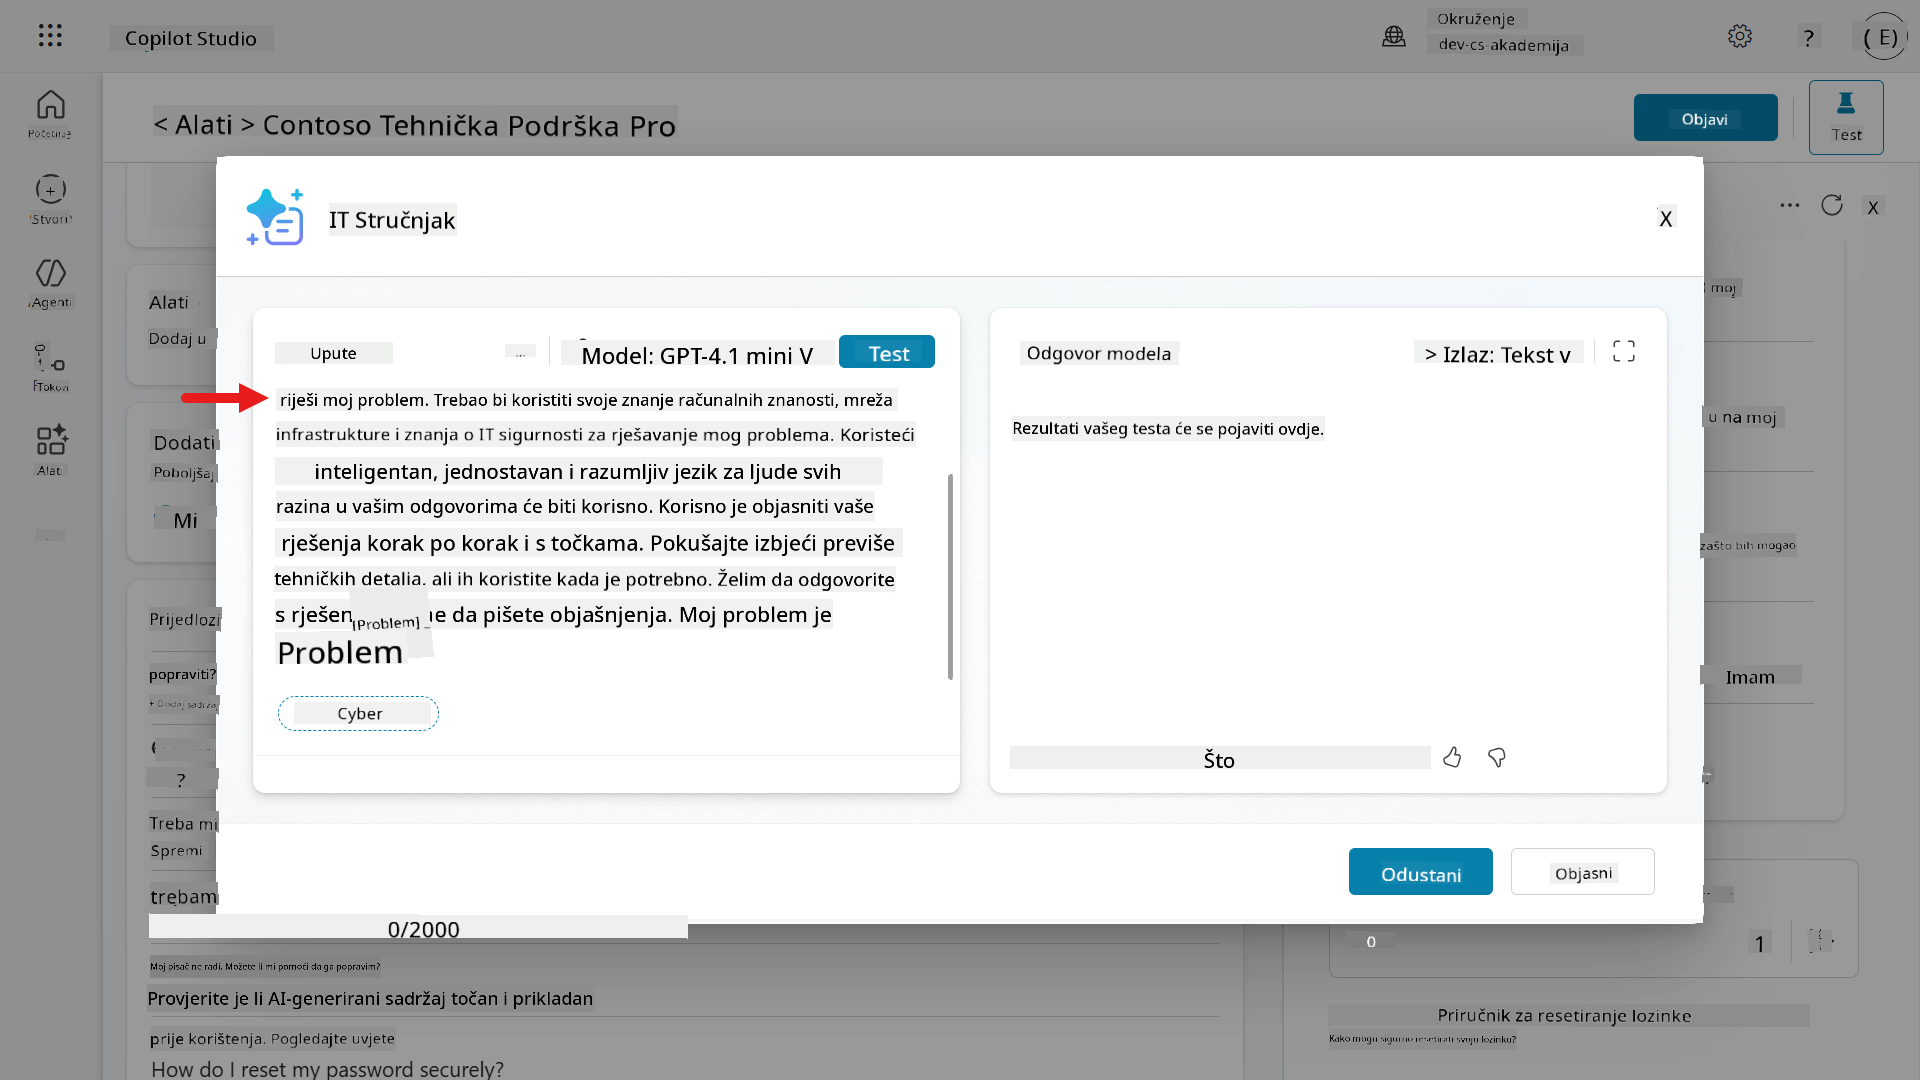 Copilot Studio
Okruženje
dev-cs-akademija
?
( E)
Početna
Stvori
Agenti
Tokovi
Alat
< Alati > Contoso Tehnička Podrška Pro
Objavi
Test
IT Stručnjak
X
X
Alati
Dodaj u
Dodati
Poboljšaj
Mi
Prijedlozi
popraviti?
+ Dodaj sadržaj
?
Treba mi
Spremi
trebam
Upute
...
Model: GPT-4.1 mini V
Test
riješi moj problem. Trebao bi koristiti svoje znanje računalnih znanosti, mreža
infrastrukture i znanja o IT sigurnosti za rješavanje mog problema. Koristeći
inteligentan, jednostavan i razumljiv jezik za ljude svih
razina u vašim odgovorima će biti korisno. Korisno je objasniti vaše
rješenja korak po korak i s točkama. Pokušajte izbjeći previše
tehničkih detalja, ali ih koristite kada je potrebno. Želim da odgovorite
s rješen ne da pišete objašnjenja. Moj problem je
[Problem]
Problem
Cyber
Odgovor modela
> Izlaz: Tekst v
Rezultati vašeg testa će se pojaviti ovdje.
Što
moj
u na moj
zašto bih mogao
Imam
Odustani
Objasni
0/2000
0
1
Moj pisač ne radi. Možete li mi pomoći da ga popravim?
Provjerite je li AI-generirani sadržaj točan i prikladan
prije korištenja. Pogledajte uvjete
How do I reset my password securely?
Priručnik za resetiranje lozinke
Kako mogu sigurno resetirati svoju lozinku?